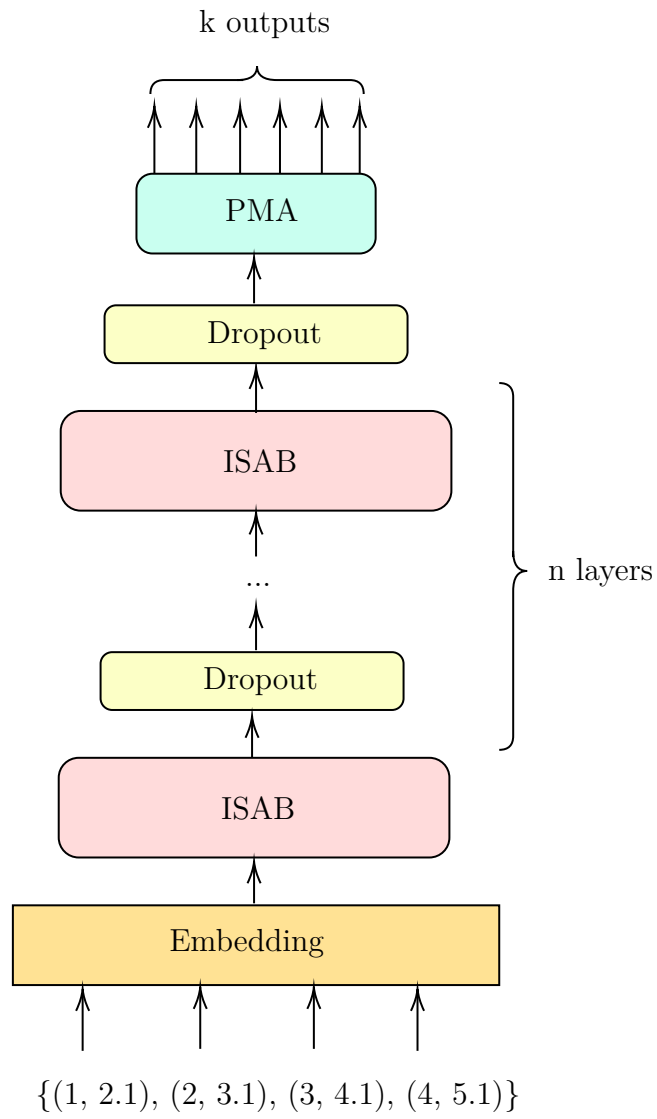 k outputs
PMA
Dropout
ISAB
...
n layers
Dropout
ISAB
Embedding
{(1, 2.1), (2, 3.1), (3, 4.1), (4, 5.1)}